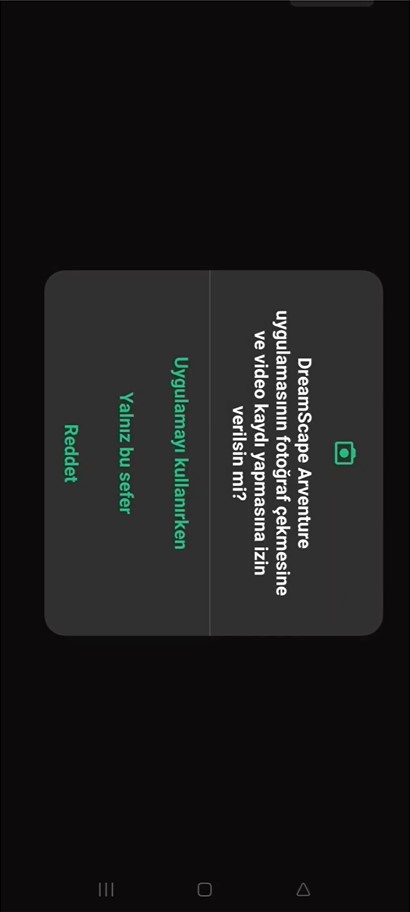 DreamScape Arventure
uygulamasının fotoğraf çekmesine
ve video kaydı yapmasına izin
verilsin mi?
Uygulamayı kullanırken
Yalnız bu sefer
Reddet